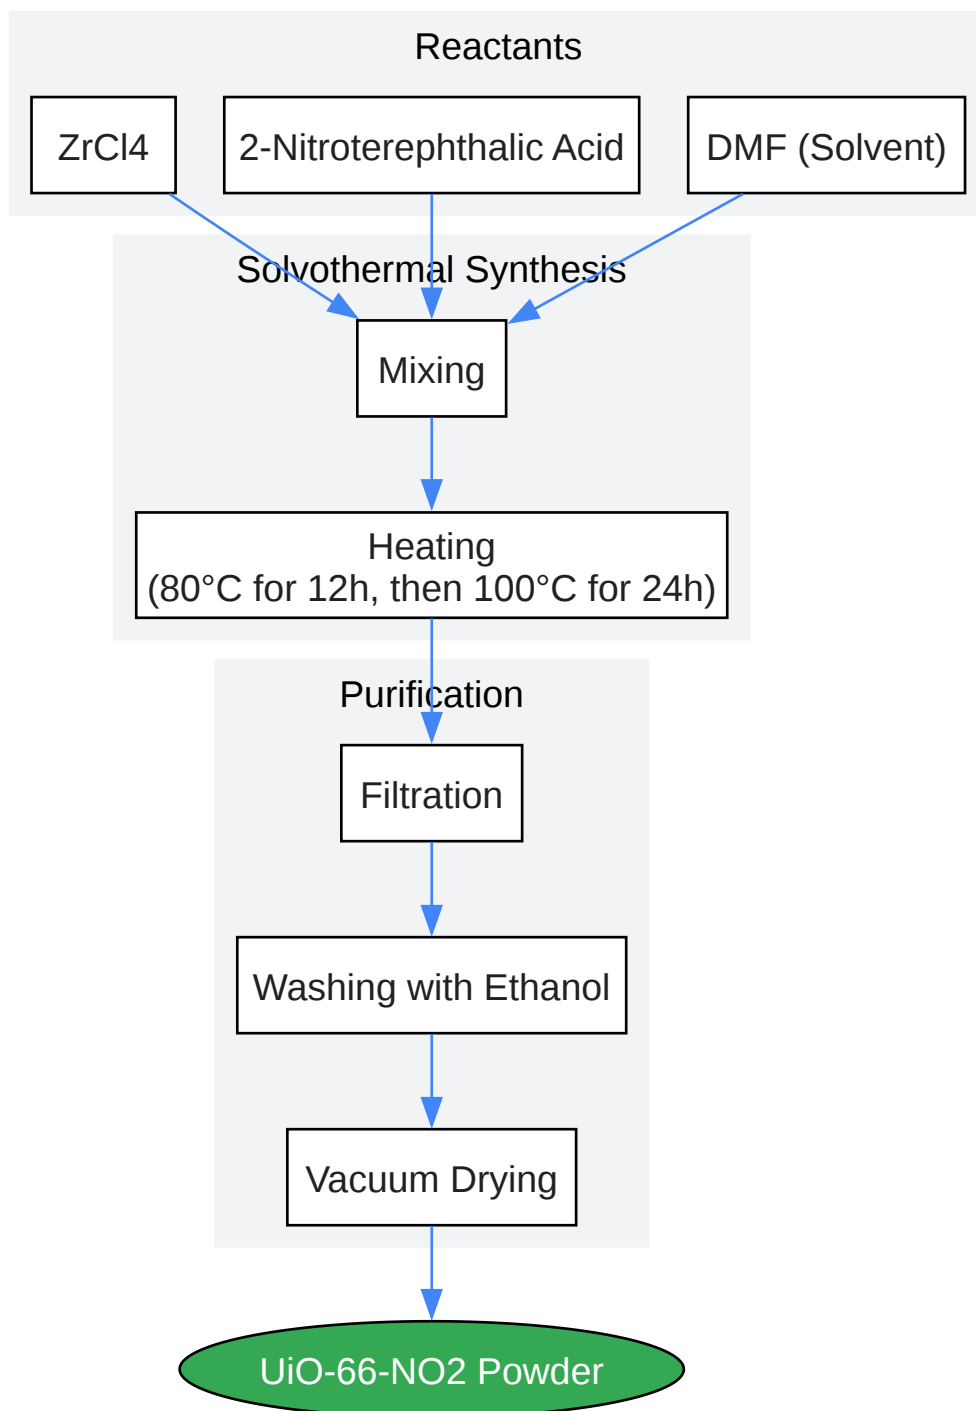 Reactants
ZrCl4
2-Nitroterephthalic Acid
DMF (Solvent)
Solvothermal Synthesis
Mixing
Heating
(80°C for 12h, then 100°C for 24h)
Purification
Filtration
Washing with Ethanol
Vacuum Drying
UiO-66-NO2 Powder